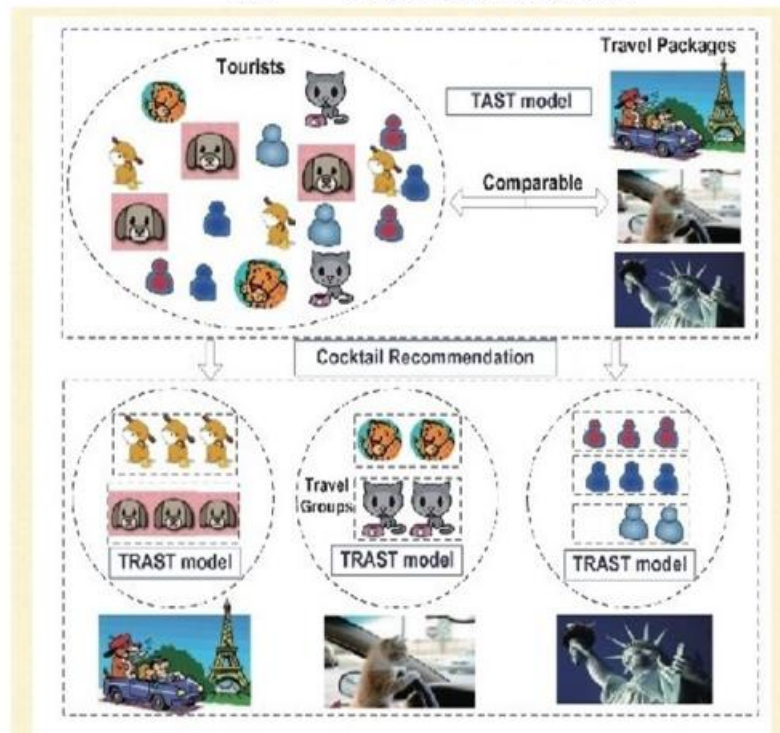 Travel Packages
Tourists
TAST model
Comparable
Cocktail Recommendation
Travel
Groups
TRAST model
TRAST model
TRAST model